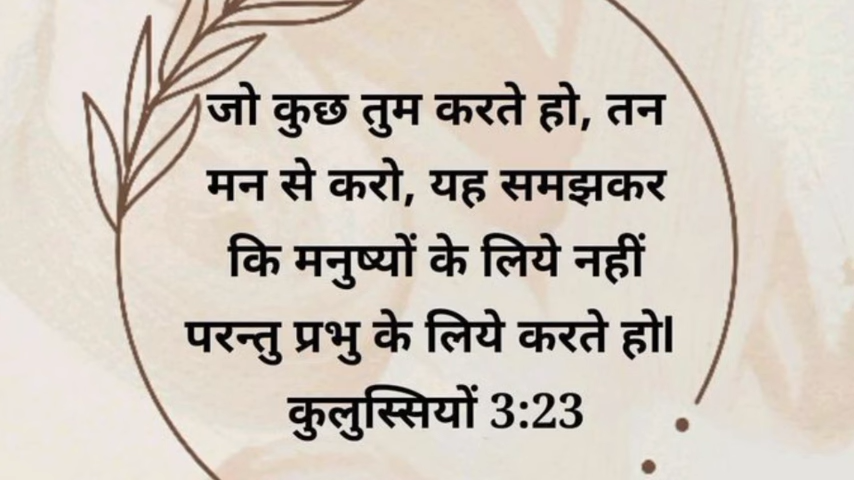 जो कुछ तुम करते हो, तन
मन से करो, यह समझकर
कि मनुष्यों के लिये नहीं
परन्तु प्रभु के लिये करते हो।
कुलुस्सियों 3:23